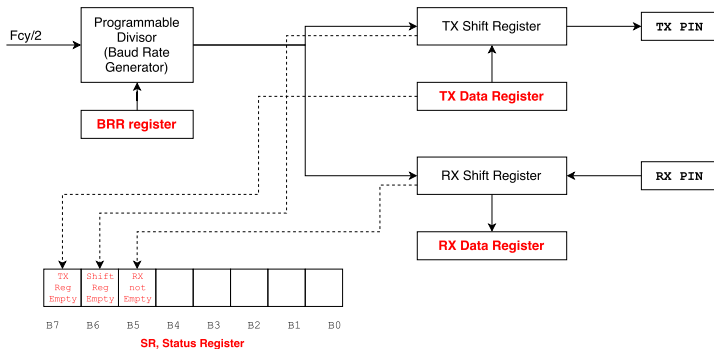 Fcy/2
Programmable
Divisor
(Baud Rate
Generator)
BRR register
TX Shift Register
TX PIN
TX Data Register
RX Shift Register
RX PIN
RX Data Register
TX
Reg
Empty
Shift
Reg
Empty
RX
not
Empty
B7 B6 B5 B4 B3 B2 B1 B0
SR, Status Register